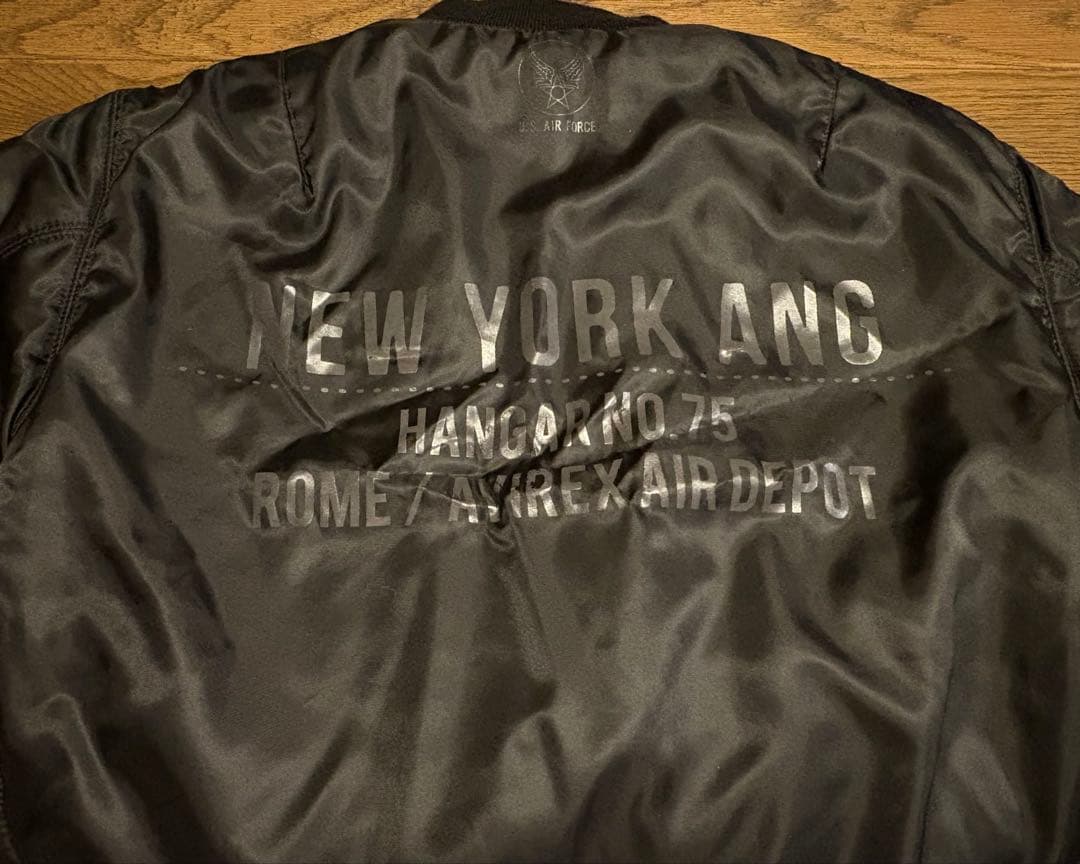 U.S. AIR FORCE
NEW YORK ANG
HANGAR NO.75
ROME / AVIREX AIR DEPOT